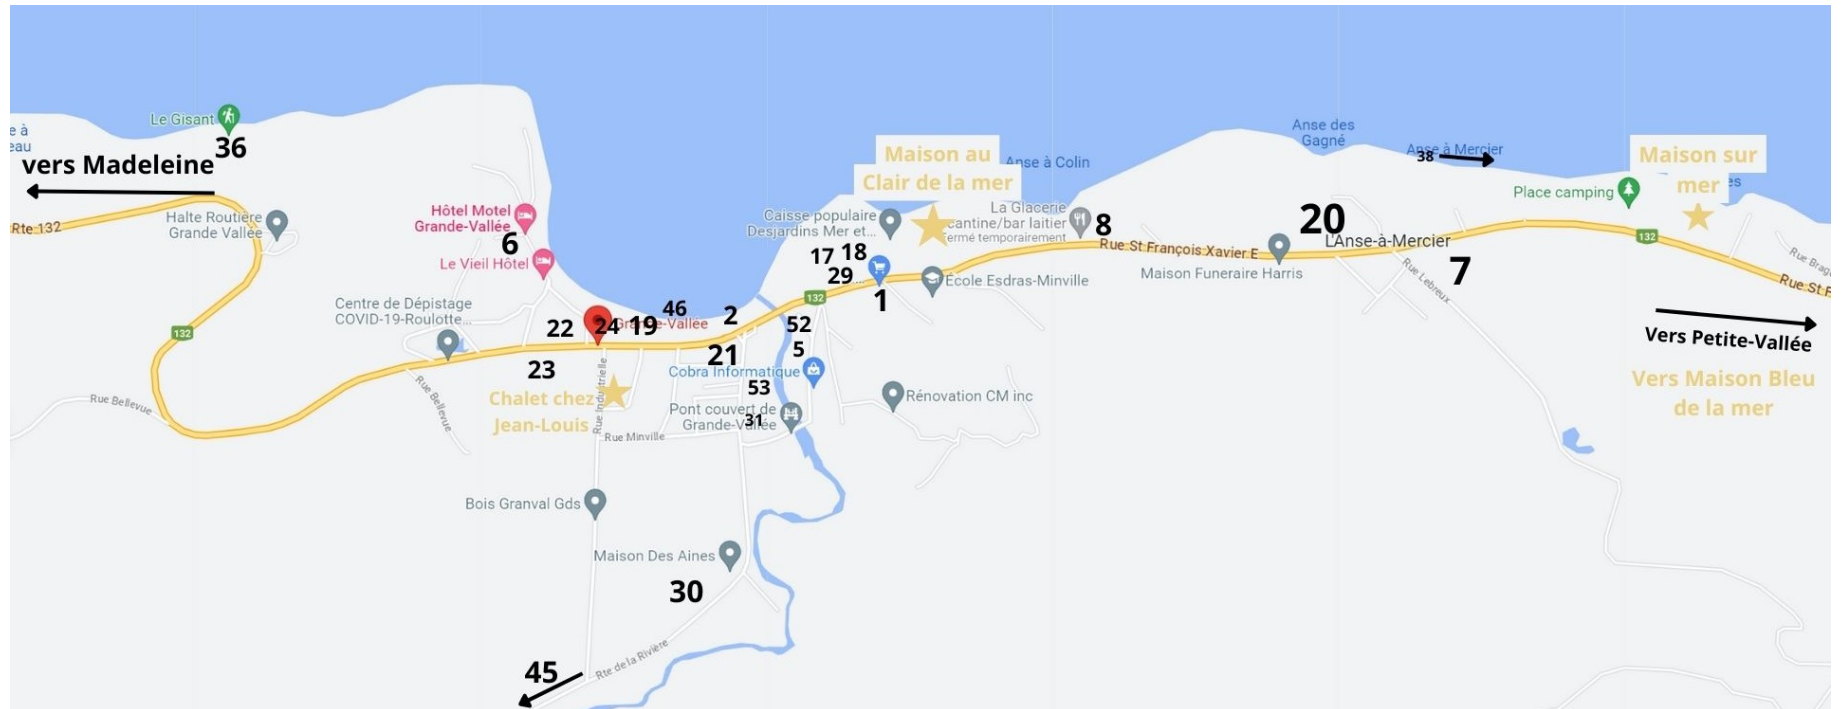 Le Gisant
36
e à
eau
vers Madeleine
Rte 132
Halte Routière
Grande Vallée
132
Rue Bellevue
Hôtel Motel
Grande-Vallée
6
Le Vieil Hôtel
Centre de Dépistage
COVID-19-Roulotte...
Rue Bellevue
22
24
19
46
Grande-Vallée
2
23
21
Chalet chez
Jean-Louis
Rue Industrielle
Rue Minville
Cobra Informatique
53
Pont couvert de
Grande-Vallée
31
52
5
132
Bois Granval Gds
Maison Des Aines
30
45
Rte de la Rivière
Maison au
Clair de la mer
Anse à Colin
Caisse populaire
Desjardins Mer et...
17
18
29
...
1
La Glacerie
cantine/bar laitier
Fermé temporairement
8
École Esdras-Minville
Rénovation CM inc
Rue St François Xavier E
Maison Funeraire Harris
20
L'Anse-à-Mercier
7
Rue Lebreux
Anse des
Gagné
Anse à Mercier
38
Place camping
Maison sur
mer
es
132
Rue St F
Vers Petite-Vallée
Vers Maison Bleu
de la mer